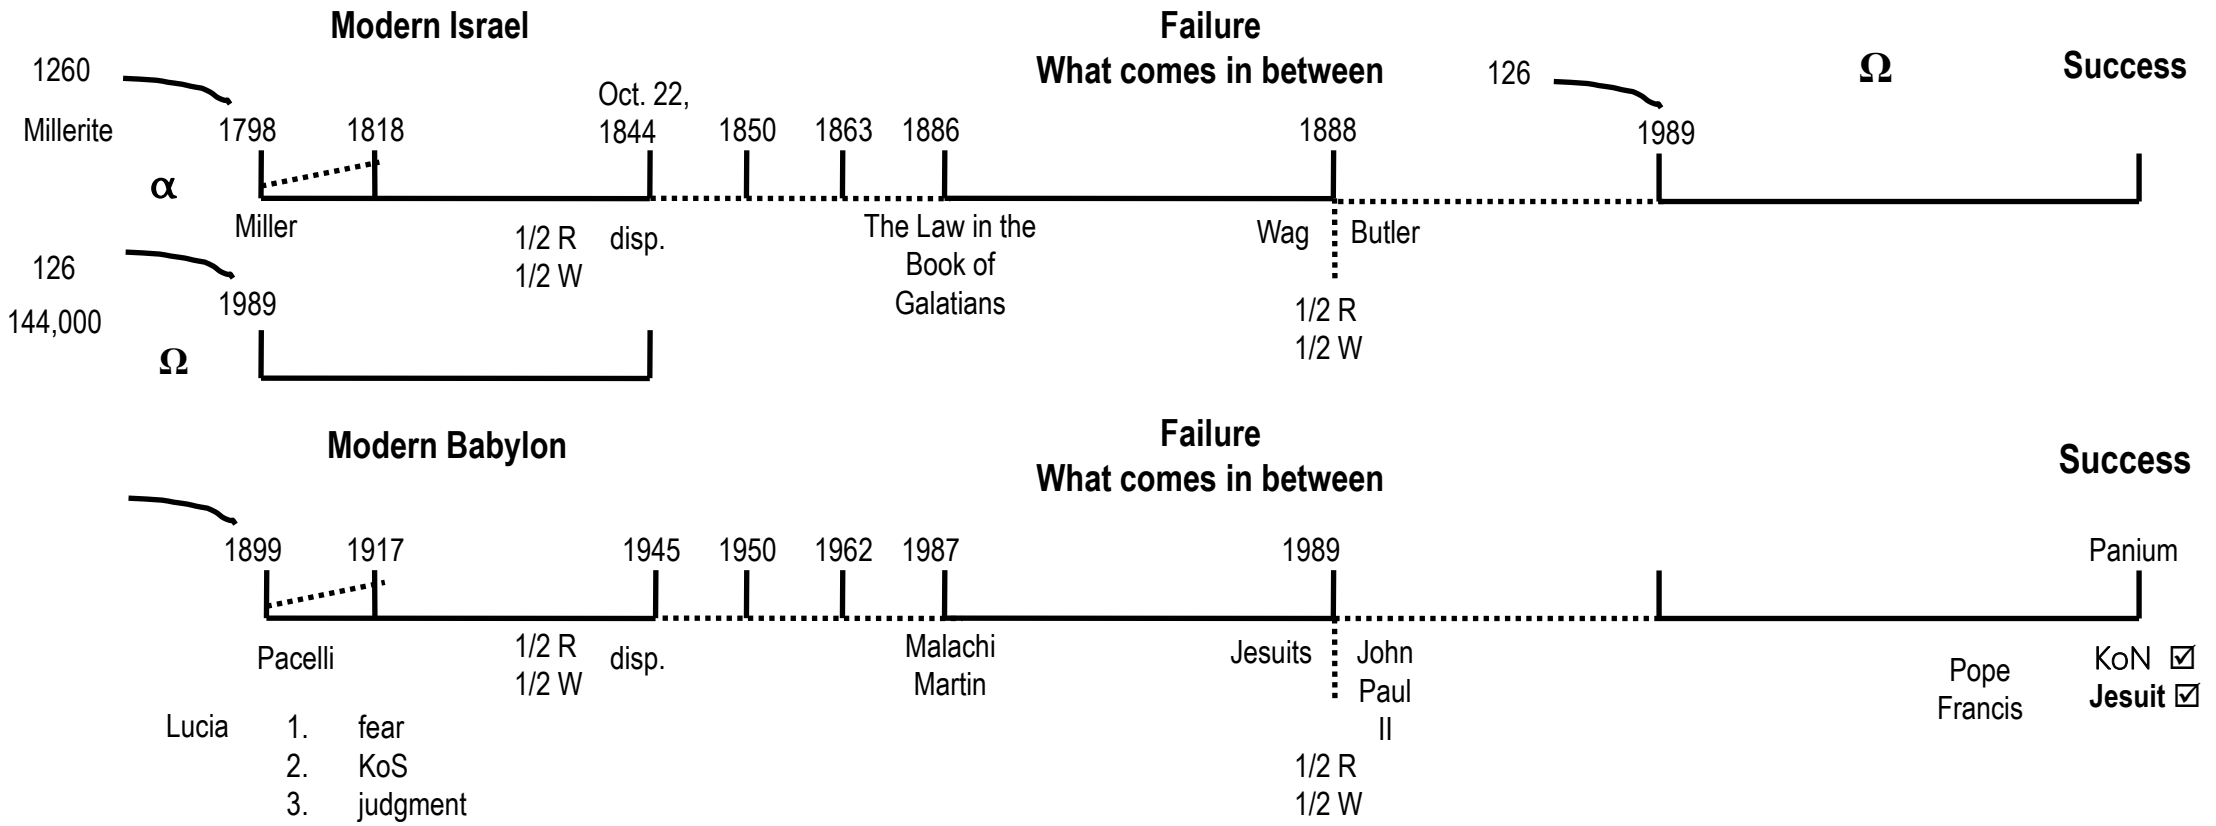 Modern Israel
Failure
What comes in between
Ω
Success
1260
126
Oct. 22,
Millerite
1798
1818
1844
1850
1863
1886
1888
1989
α
Miller
1/2 R
1/2 W
disp.
The Law in the
Book of
Galatians
Wag
Butler
1/2 R
1/2 W
126
1989
144,000
Ω
Modern Babylon
Failure
What comes in between
Success
1899
1917
1945
1950
1962
1987
1989
Panium
Pacelli
1/2 R
1/2 W
disp.
Malachi
Martin
Jesuits
John
Paul
II
1/2 R
1/2 W
Pope
Francis
KoN ☑
Jesuit ☑
Lucia
1. fear
2. KoS
3. judgment